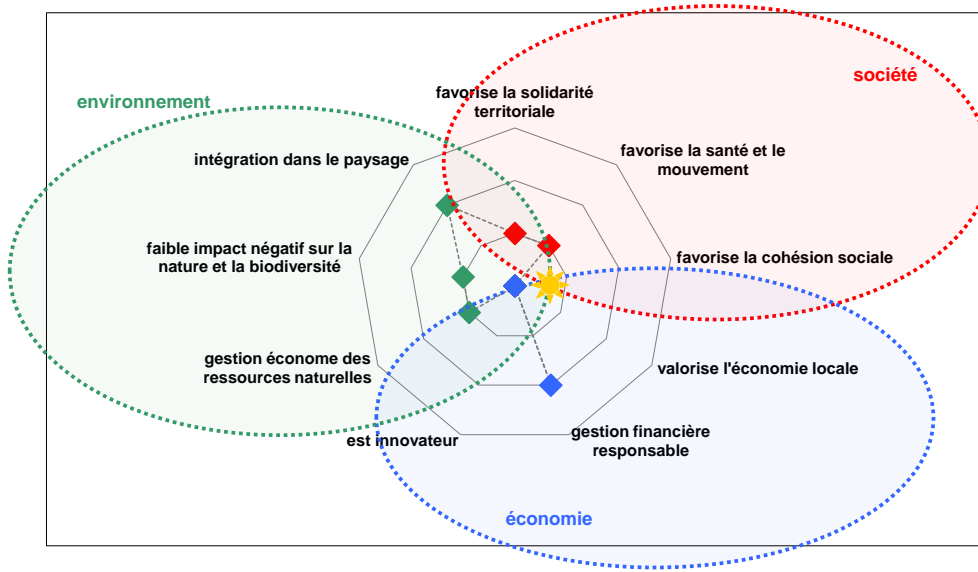 société
environnement
favorise la solidarité
territoriale
intégration dans le paysage
favorise la santé et le
mouvement
faible impact négatif sur la
nature et la biodiversité
favorise la cohésion sociale
gestion économe des
ressources naturelles
valorise l'économie locale
est innovateur
gestion financière
responsable
économie